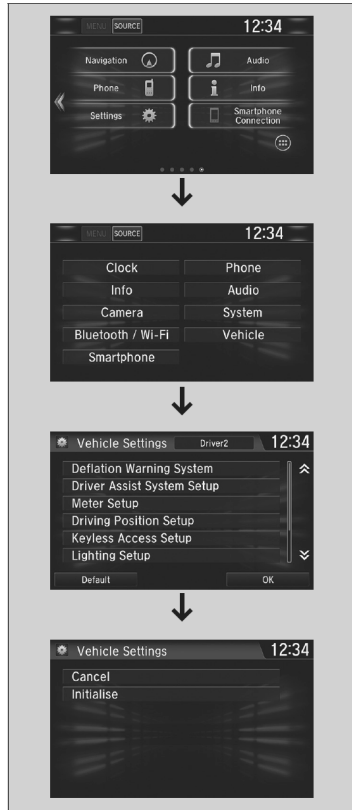 MENU SOURCE 12:34
Navigation Audio
Phone Info
Settings Smartphone
Connection
MENU SOURCE 12:34
Clock Phone
Info Audio
Camera System
Bluetooth / Wi-Fi Vehicle
Smartphone
Vehicle Settings Driver2 12:34
Deflation Warning System
Driver Assist System Setup
Meter Setup
Driving Position Setup
Keyless Access Setup
Lighting Setup
Default OK
Vehicle Settings 12:34
Cancel
Initialise